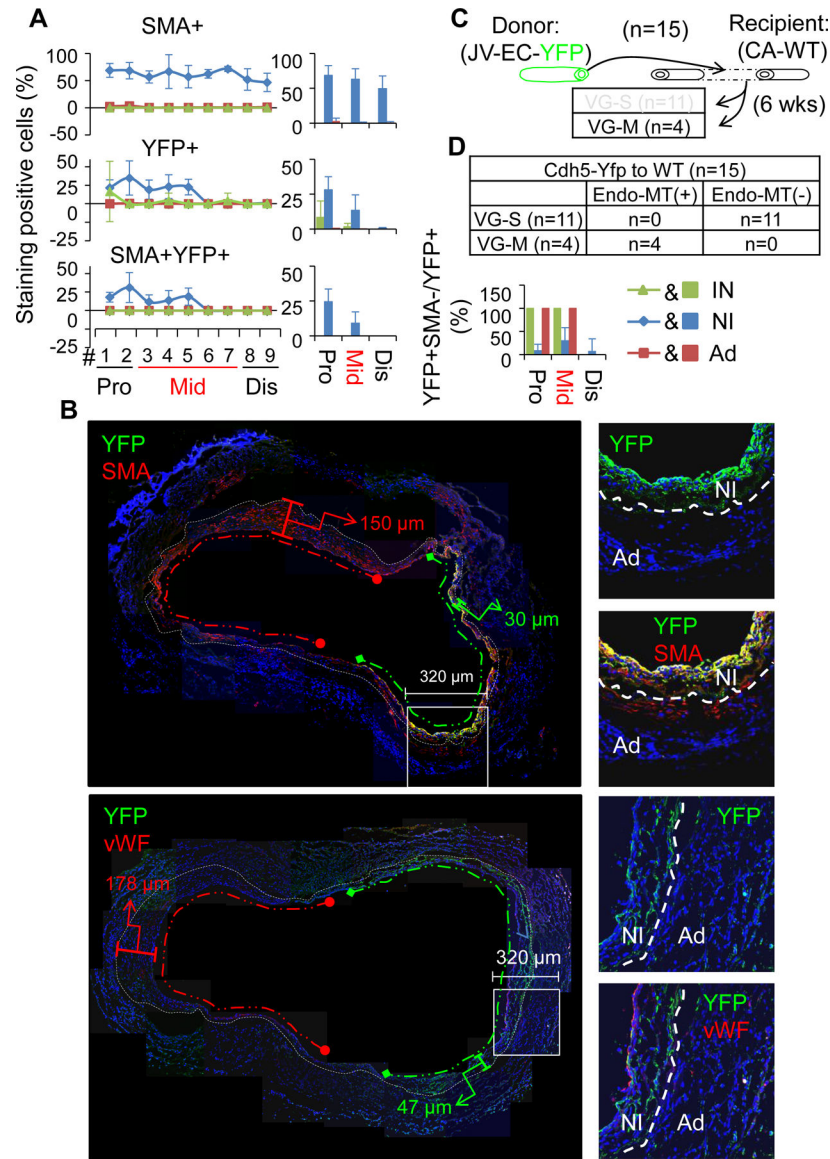 A
SMA+
Staining positive cells (%)
100
50
0
-50
100
50
0
YFP+
50
25
0
-25
50
25
0
SMA+YFP+
50
25
0
-25
50
25
0
# 1 2 3 4 5 6 7 8 9
Pro Mid Dis
Pro Mid Dis
C
Donor: (n=15) Recipient:
(JV-EC-YFP) (CA-WT)
VG-S (n=11)
VG-M (n=4)
(6 wks)
D
Cdh5-Yfp to WT (n=15)
Endo-MT(+) Endo-MT(-)
VG-S (n=11) n=0 n=11
VG-M (n=4) n=4 n=0
YFP+SMA-/YFP+
(%)
150
100
50
0
Pro Mid Dis
& IN
& NI
& Ad
B
YFP
SMA
150 µm
30 µm
320 µm
YFP
NI
Ad
YFP
SMA
NI
Ad
YFP
vWF
178 µm
320 µm
47 µm
YFP
NI Ad
YFP
vWF
NI Ad